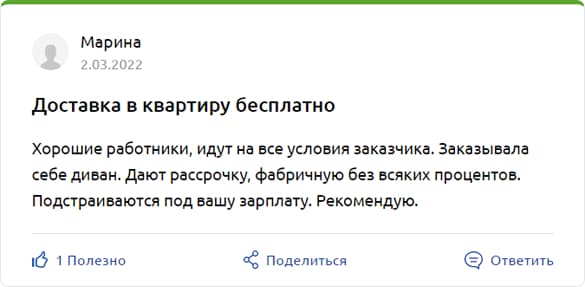 Марина
2.03.2022
Доставка в квартиру бесплатно
Хорошие работники, идут на все условия заказчика. Заказывала
себе диван. Дают рассрочку, фабричную без всяких процентов.
Подстраиваются под вашу зарплату. Рекомендую.
1 Полезно
Поделиться
Ответить